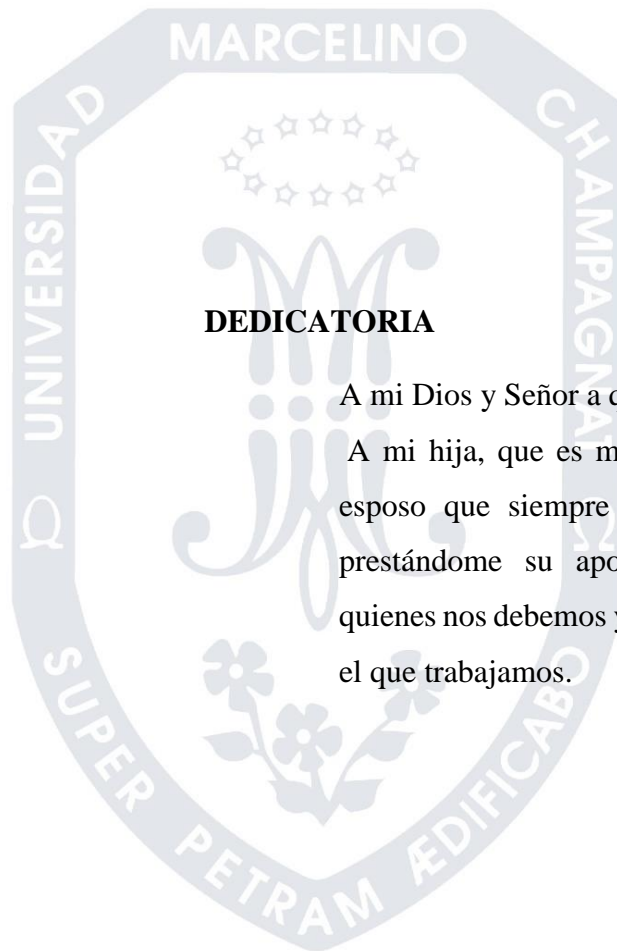 UNIVERSIDAD
MARCELINO
CHAMPAGNAT
DEDICATORIA
A mi Dios y Señor a
A mi hija, que es m
esposo que siempre
prestándome su apo
quienes nos debemos y
el que trabajamos.
Ω
Ω
SUPER PETRAM ÆDIFICABO